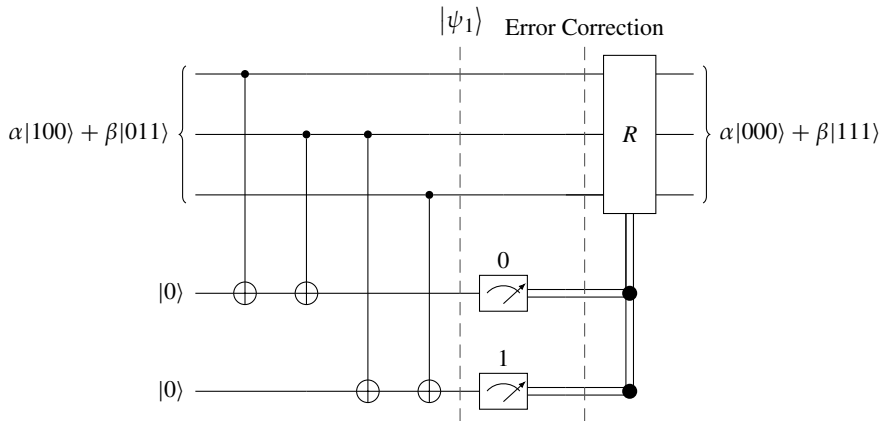 |ψ₁⟩ Error Correction
α|100⟩ + β|011⟩
R
α|000⟩ + β|111⟩
0
|0⟩
1
|0⟩